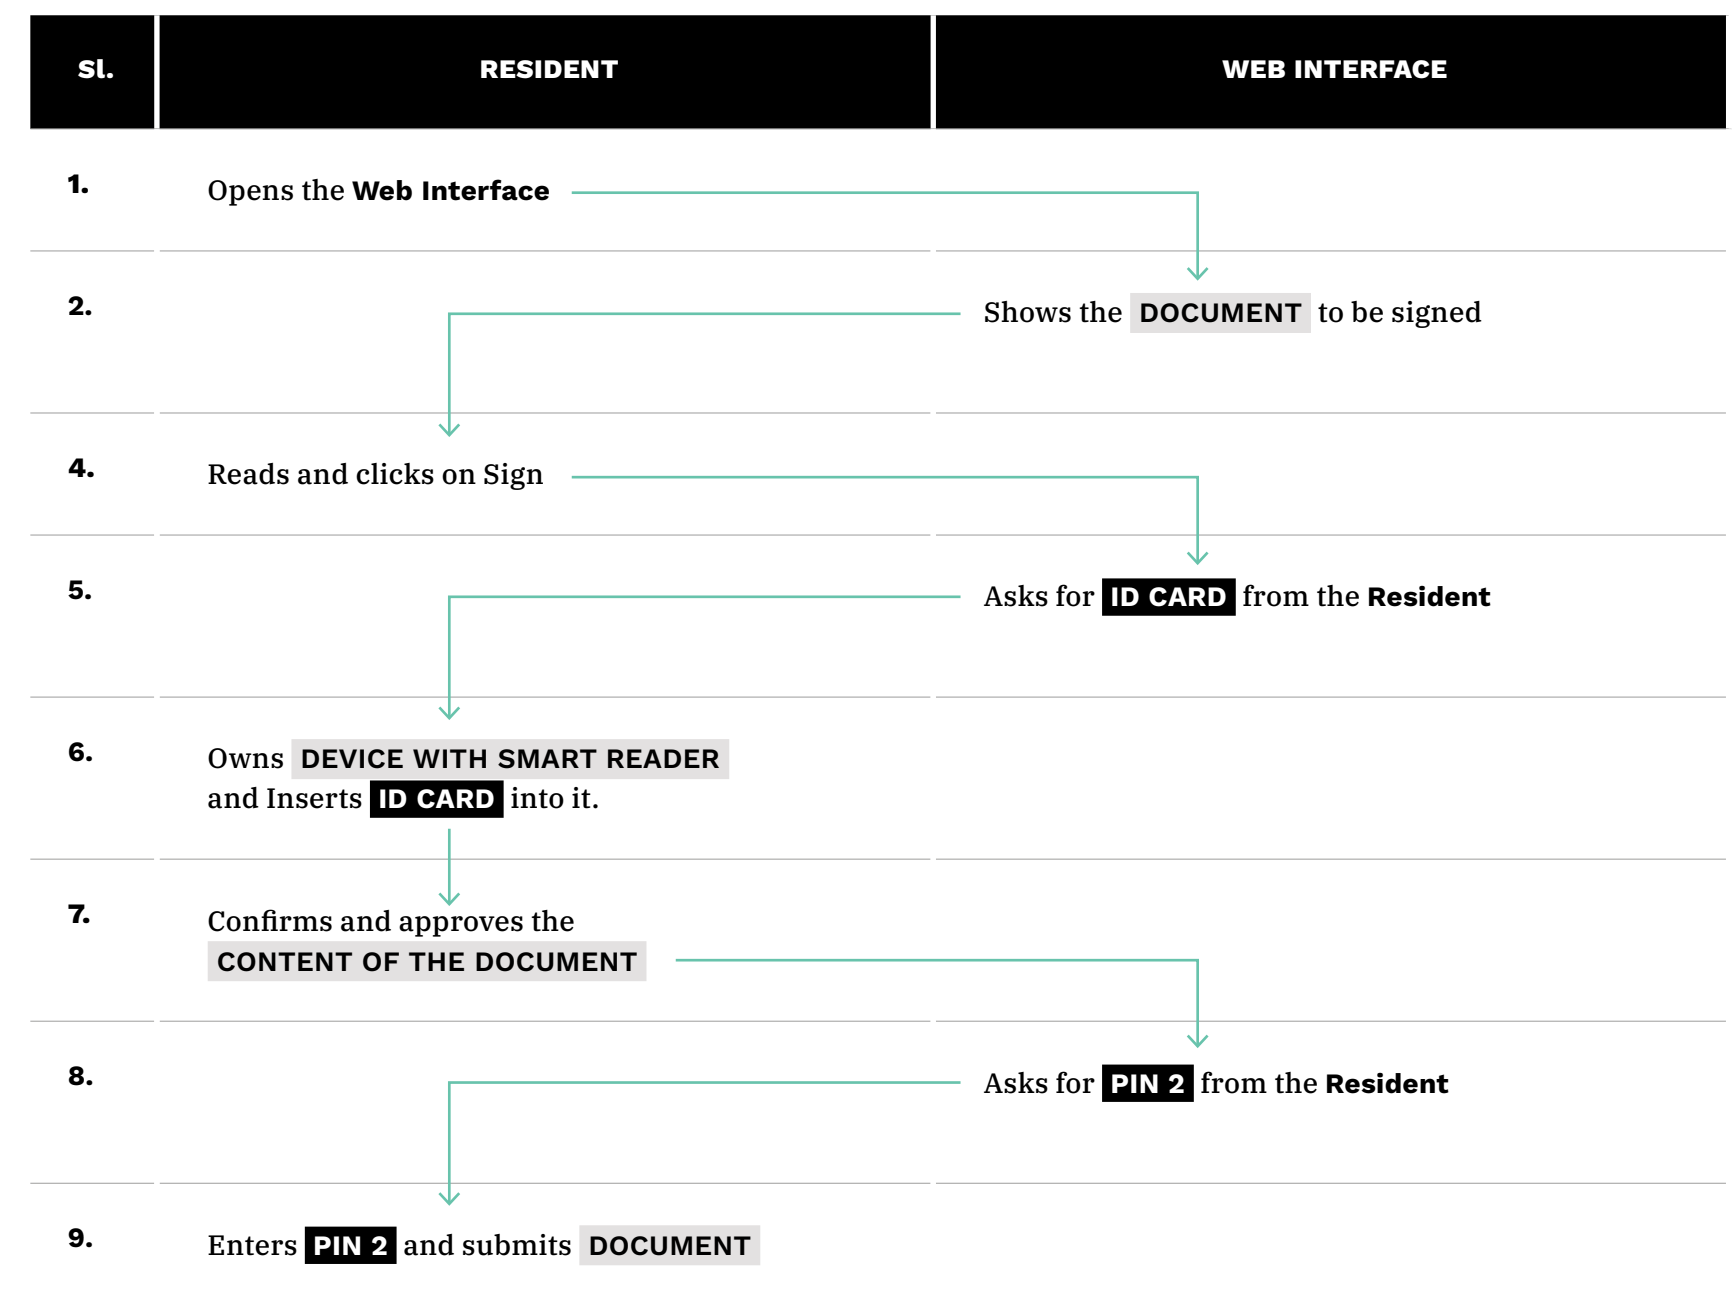 Sl. RESIDENT WEB INTERFACE
1. Opens the Web Interface
2. Shows the DOCUMENT to be signed
4. Reads and clicks on Sign
5. Asks for ID CARD from the Resident
6. Owns DEVICE WITH SMART READER
and Inserts ID CARD into it.
7. Confirms and approves the
CONTENT OF THE DOCUMENT
8. Asks for PIN 2 from the Resident
9. Enters PIN 2 and submits DOCUMENT